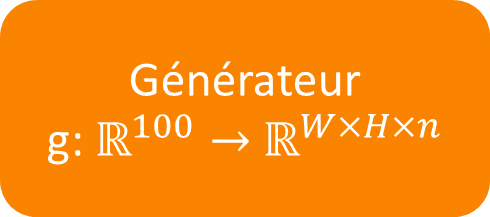 Générateur
g: ℝ¹⁰⁰ → ℝ^{W×H×n}